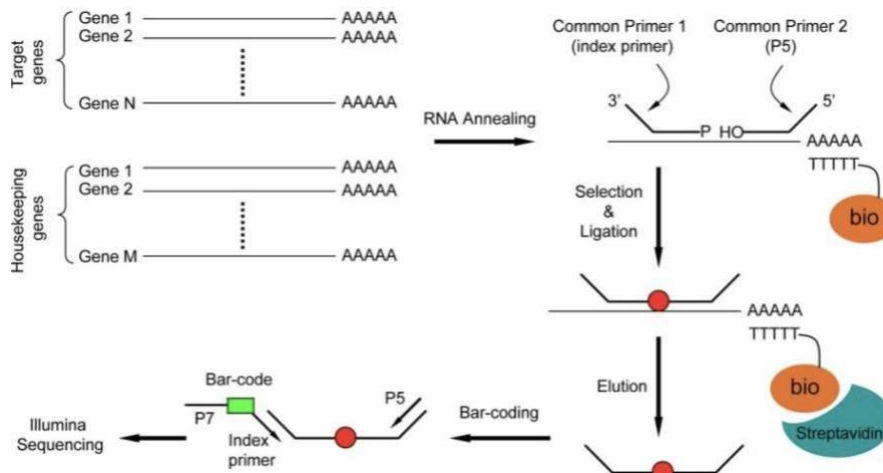 Target
genes
Gene 1
AAAAA
Gene 2
AAAAA
Gene N
AAAAA
Housekeeping
genes
Gene 1
AAAAA
Gene 2
AAAAA
Gene M
AAAAA
RNA Annealing
Common Primer 1
(index primer)
Common Primer 2
(P5)
3’
5’
P HO
AAAAA
TTTTT
bio
Selection
&
Ligation
AAAAA
TTTTT
bio
Streptavidin
Elution
Bar-coding
P5
Bar-code
P7
Index
primer
Illumina
Sequencing